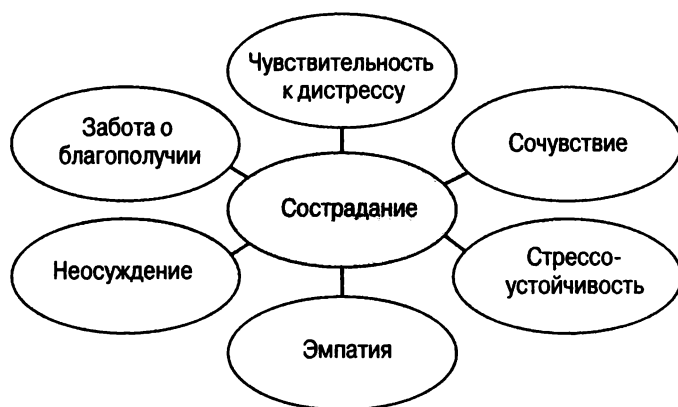 Чувствительность
к дистрессу
Забота о
благополучии
Сочувствие
Сострадание
Неосуждение
Стрессо-
устойчивость
Эмпатия